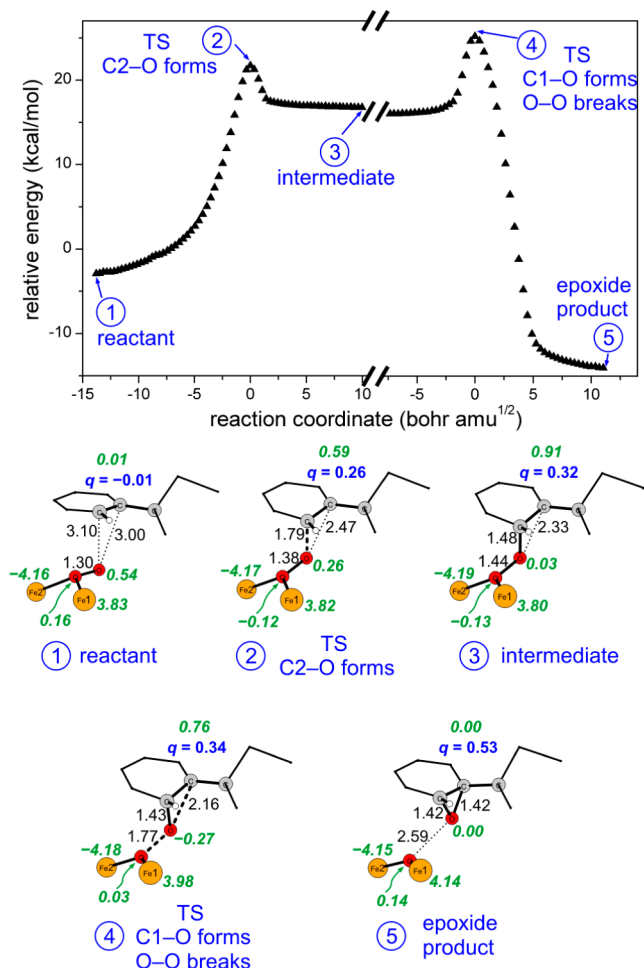 TS
C2–O forms
2
4
TS
C1–O forms
O–O breaks
3
intermediate
1
reactant
epoxide
product
5
relative energy (kcal/mol)
20
10
0
-10
-15
-10
-5
0
5
10
-5
0
5
10
reaction coordinate (bohr amu1/2)
0.01
q = −0.01
C
C
C
3.10
3.00
1.30
O
O
0.54
−4.16
Fe2
Fe1
3.83
0.16
1 reactant
0.59
q = 0.26
C
C
C
1.79
2.47
1.38
O
O
0.26
−4.17
Fe2
Fe1
3.82
−0.12
2 TS
C2–O forms
0.91
q = 0.32
C
C
C
1.48
2.33
1.44
O
O
0.03
−4.19
Fe2
Fe1
3.80
−0.13
3 intermediate
0.76
q = 0.34
C
C
C
1.43
2.16
1.77
O
O
−0.27
−4.18
Fe2
Fe1
3.98
0.03
4 TS
C1–O forms
O–O breaks
0.00
q = 0.53
C
C
C
1.42
1.42
2.59
O
O
0.00
−4.15
Fe2
Fe1
4.14
0.14
5 epoxide
product